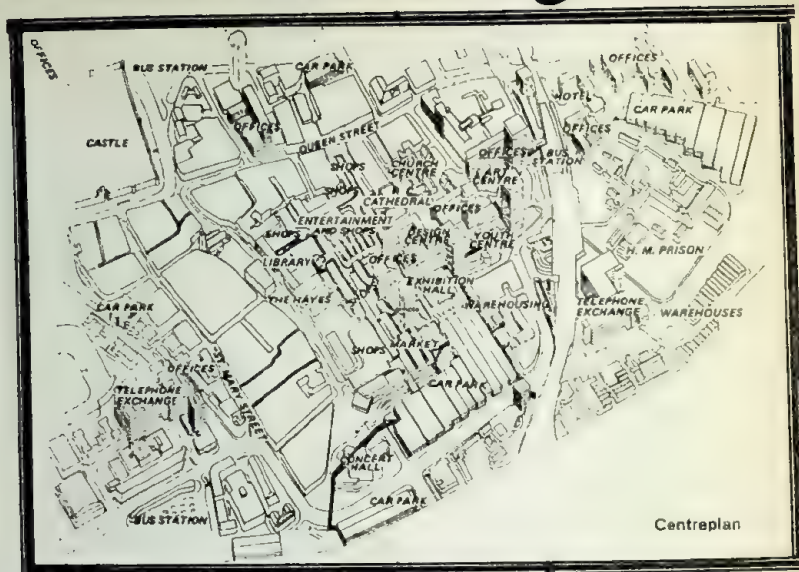 OFFICES
BUS STATION
CAR PARK
OFFICES
HOTEL
CAR PARK
CASTLE
OFFICES
QUEEN STREET
OFFICES
SHOPS
CHURCH
CENTRE
OFFICES
BUS
STATION
SHOPS
ART
CENTRE
R.C.
CATHEDRAL
OFFICES
ENTERTAINMENT
AND SHOPS
SHOPS
DESIGN
CENTRE
YOUTH
CENTRE
H.M. PRISON
LIBRARY
OFFICES
EXHIBITION
HALL
THE HAYES
WAREHOUSING
TELEPHONE
EXCHANGE
WAREHOUSES
CAR PARK
SHOPS
MARKET
OFFICES
ST MARY STREET
CAR PARK
TELEPHONE
EXCHANGE
CONCERT
HALL
CAR PARK
BUS STATION
Centreplan